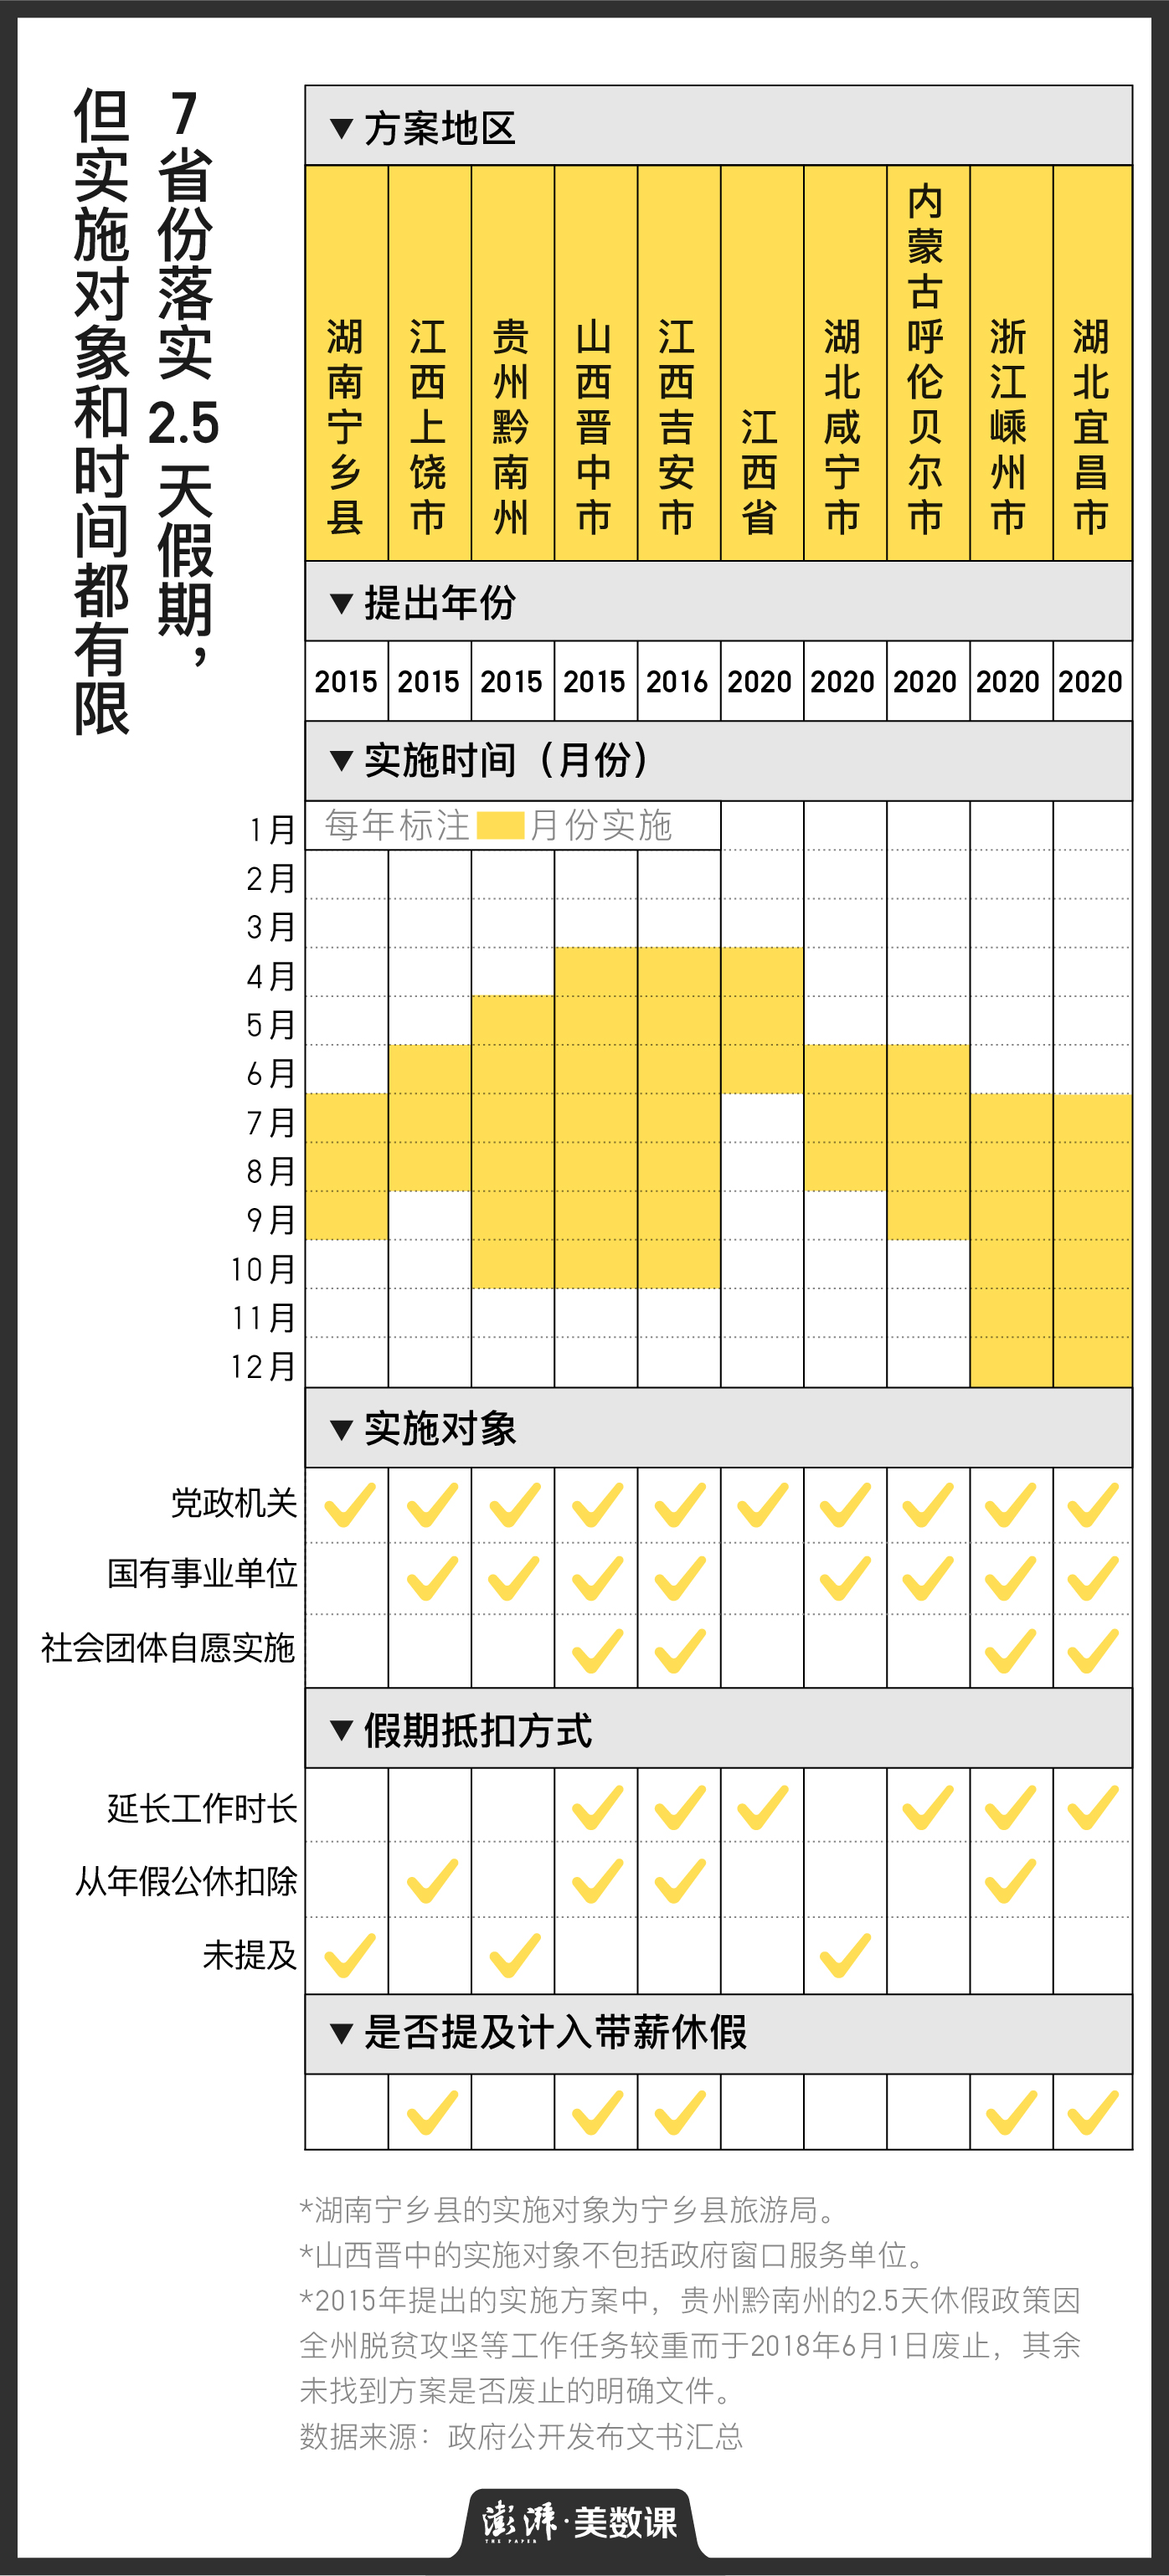 7省份落实2.5天假期，
但实施对象和时间都有限
▼方案地区
湖南宁乡县
江西上饶市
贵州黔南州
山西晋中市
江西吉安市
江西省
湖北咸宁市
内蒙古呼伦贝尔市
浙江嵊州市
湖北宜昌市
▼提出年份
2015 2015 2015 2015 2016 2020 2020 2020 2020 2020
▼实施时间（月份）
每年标注 月份实施
1月
2月
3月
4月
5月
6月
7月
8月
9月
10月
11月
12月
▼实施对象
党政机关
国有事业单位
社会团体自愿实施
▼假期抵扣方式
延长工作时长
从年假公休扣除
未提及
▼是否提及计入带薪休假
*湖南宁乡县的实施对象为宁乡县旅游局。
*山西晋中的实施对象不包括政府窗口服务单位。
*2015年提出的实施方案中，贵州黔南州的2.5天休假政策因
全州脱贫攻坚等工作任务较重而于2018年6月1日废止，其余
未找到方案是否废止的明确文件。
数据来源：政府公开发布文书汇总
澎湃·美数课
THE PAPER